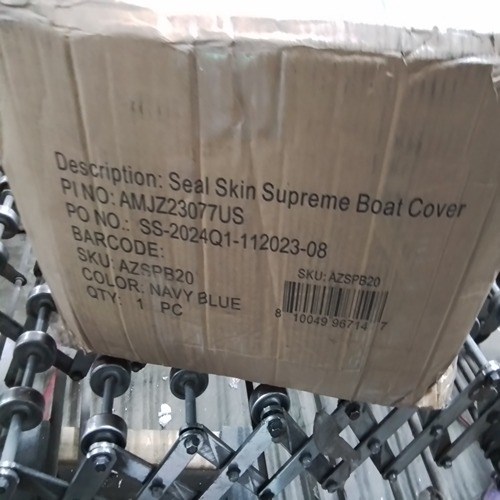 Description: Seal Skin Supreme Boat Cover
PI NO: AMJZ23077US
PO NO.: SS-2024Q1-112023-08
BARCODE:
SKU: AZSPB20
COLOR: NAVY BLUE
QTY: 1 PC
SKU: AZSPB20
8 10049 96714 7